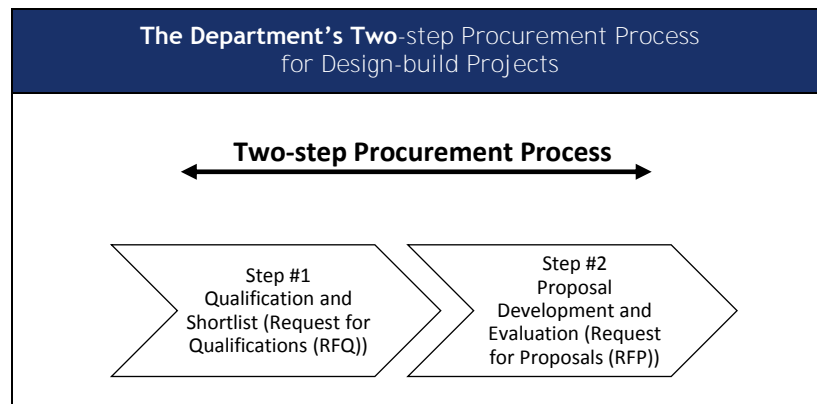 The Department's Two-step Procurement Process
for Design-build Projects
Two-step Procurement Process
Step #1
Qualification and
Shortlist (Request for
Qualifications (RFQ))
Step #2
Proposal
Development and
Evaluation (Request
for Proposals (RFP))